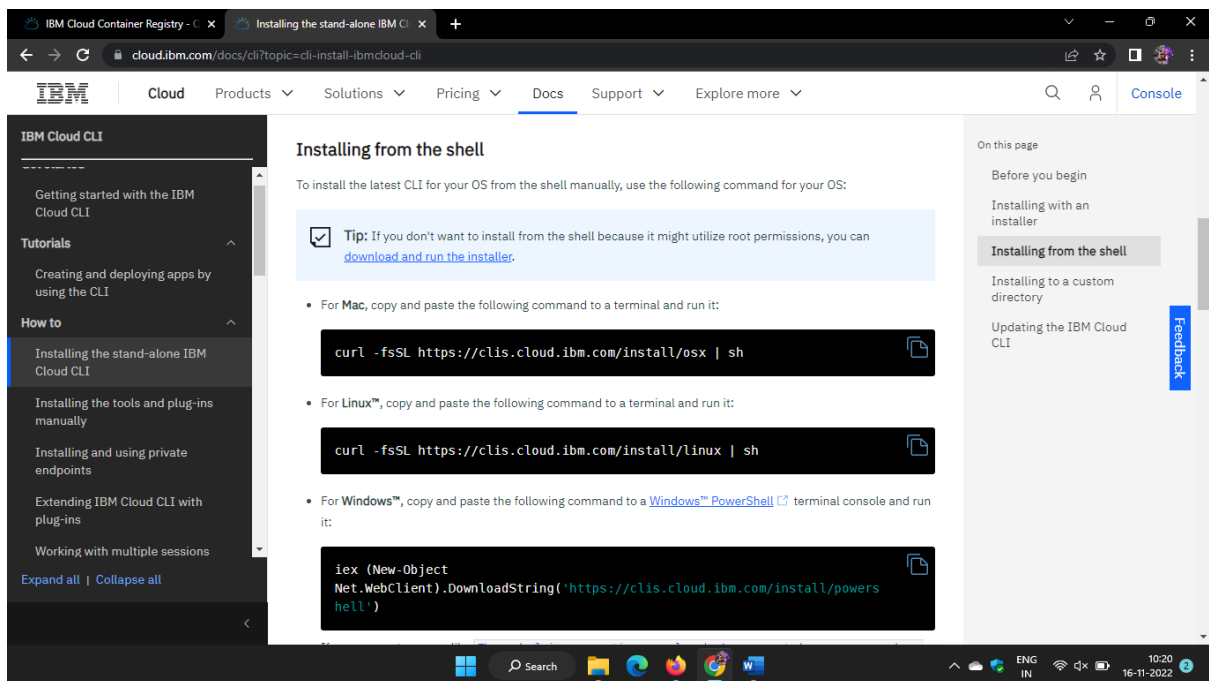 IBM Cloud Container Registry - C
Installing the stand-alone IBM Cl
cloud.ibm.com/docs/cli?topic=cli-install-ibmcloud-cli
IBM
Cloud
Products
Solutions
Pricing
Docs
Support
Explore more
Console
IBM Cloud CLI
Getting started with the IBM
Cloud CLI
Tutorials
Creating and deploying apps by
using the CLI
How to
Installing the stand-alone IBM
Cloud CLI
Installing the tools and plug-ins
manually
Installing and using private
endpoints
Extending IBM Cloud CLI with
plug-ins
Working with multiple sessions
Expand all | Collapse all
Installing from the shell
To install the latest CLI for your OS from the shell manually, use the following command for your OS:
Tip: If you don't want to install from the shell because it might utilize root permissions, you can
download and run the installer.
• For Mac, copy and paste the following command to a terminal and run it:
curl -fsSL https://clis.cloud.ibm.com/install/osx | sh
• For Linux™, copy and paste the following command to a terminal and run it:
curl -fsSL https://clis.cloud.ibm.com/install/linux | sh
• For Windows™, copy and paste the following command to a Windows™ PowerShell terminal console and run
it:
iex (New-Object
Net.WebClient).DownloadString('https://clis.cloud.ibm.com/install/powers
hell')
On this page
Before you begin
Installing with an
installer
Installing from the shell
Installing to a custom
directory
Updating the IBM Cloud
CLI
Feedback
Search
ENG
IN
10:20
16-11-2022
2